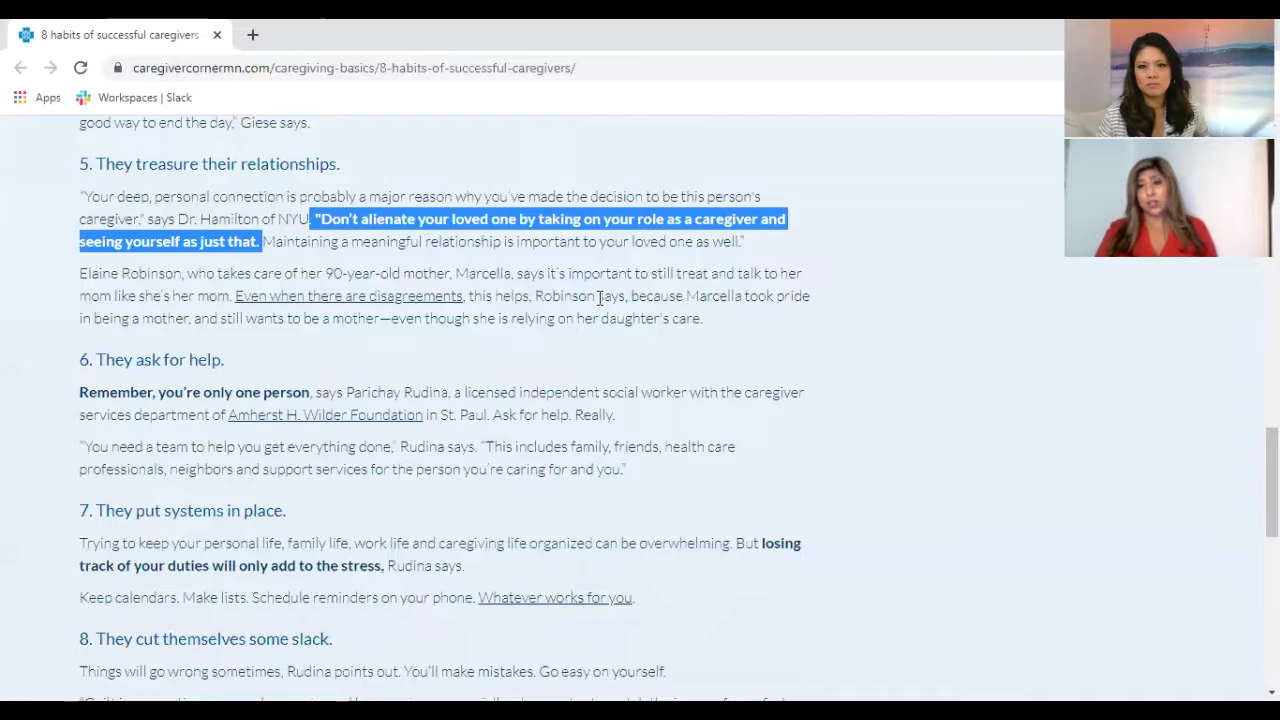 8 habits of successful caregivers
caregivercornermn.com/caregiving-basics/8-habits-of-successful-caregivers/
Apps
Workspaces | Slack
good way to end the day,” Giese says.
5. They treasure their relationships.
“Your deep, personal connection is probably a major reason why you’ve made the decision to be this person’s
caregiver,” says Dr. Hamilton of NYU. "Don’t alienate your loved one by taking on your role as a caregiver and
seeing yourself as just that. Maintaining a meaningful relationship is important to your loved one as well.”
Elaine Robinson, who takes care of her 90-year-old mother, Marcella, says it’s important to still treat and talk to her
mom like she’s her mom. Even when there are disagreements, this helps, Robinson says, because Marcella took pride
in being a mother, and still wants to be a mother—even though she is relying on her daughter’s care.
6. They ask for help.
Remember, you’re only one person, says Parichay Rudina, a licensed independent social worker with the caregiver
services department of Amherst H. Wilder Foundation in St. Paul. Ask for help. Really.
“You need a team to help you get everything done,” Rudina says. “This includes family, friends, health care
professionals, neighbors and support services for the person you’re caring for and you.”
7. They put systems in place.
Trying to keep your personal life, family life, work life and caregiving life organized can be overwhelming. But losing
track of your duties will only add to the stress, Rudina says.
Keep calendars. Make lists. Schedule reminders on your phone. Whatever works for you.
8. They cut themselves some slack.
Things will go wrong sometimes, Rudina points out. You’ll make mistakes. Go easy on yourself.